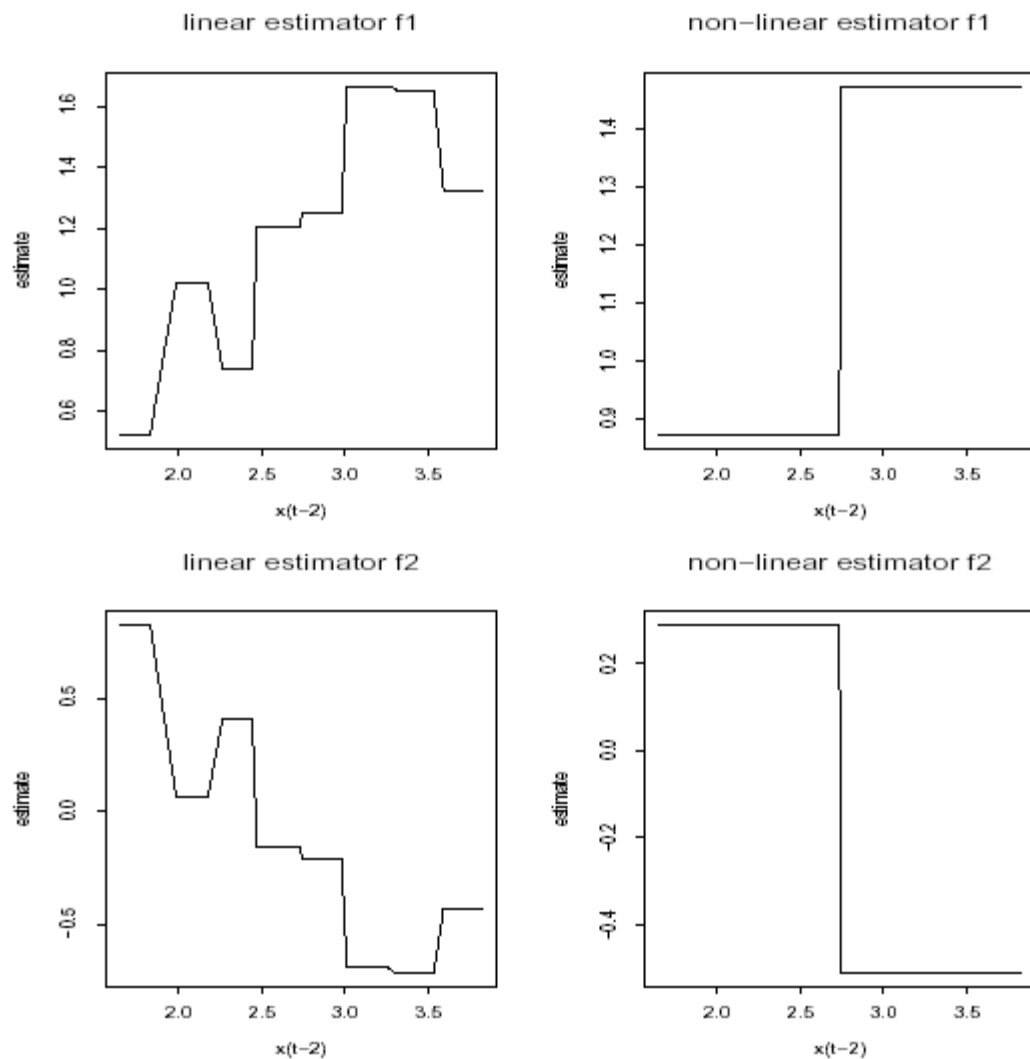 linear estimator f1
non-linear estimator f1
estimate
0.6 0.8 1.0 1.2 1.4 1.6
2.0 2.5 3.0 3.5
x(t-2)
estimate
0.9 1.0 1.1 1.2 1.3 1.4
2.0 2.5 3.0 3.5
x(t-2)
linear estimator f2
non-linear estimator f2
estimate
-0.5 0.0 0.5
2.0 2.5 3.0 3.5
x(t-2)
estimate
-0.4 -0.2 0.0 0.2
2.0 2.5 3.0 3.5
x(t-2)